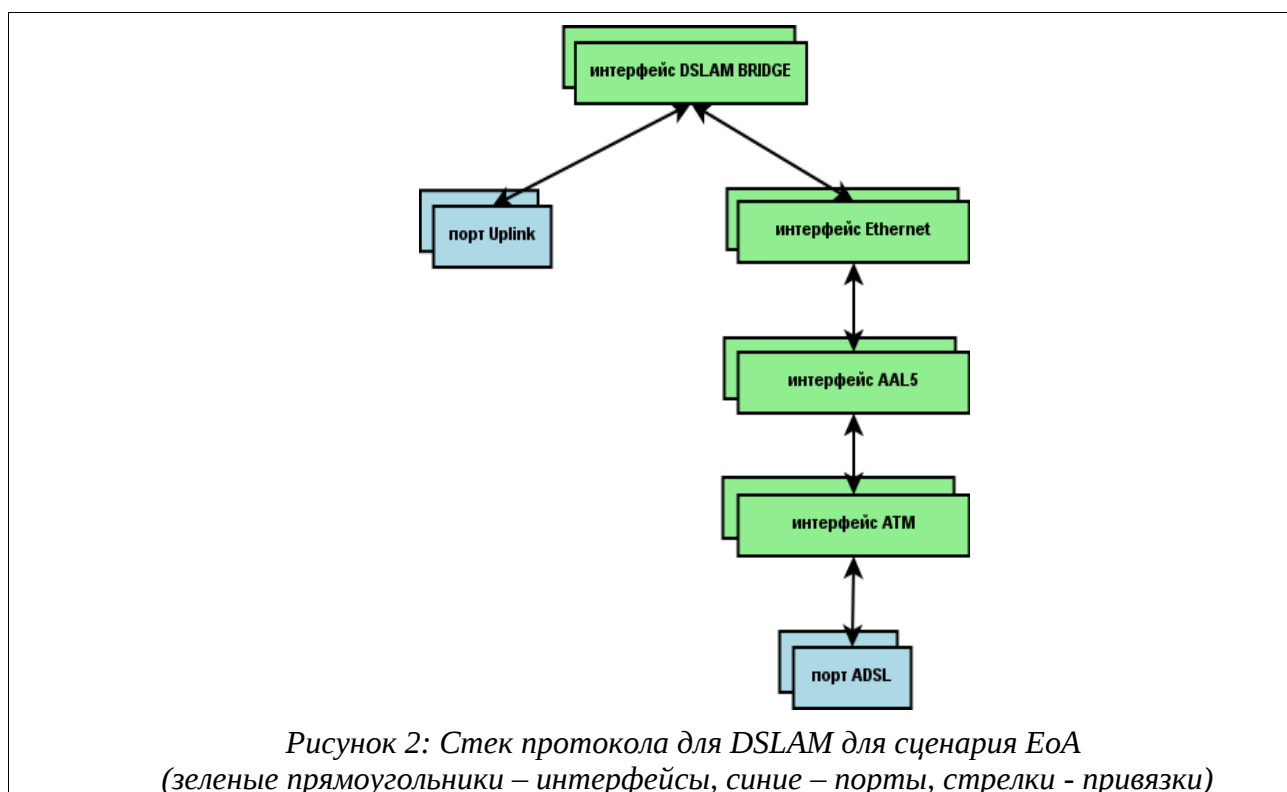 интерфейс DSLAM BRIDGE
порт Uplink
интерфейс Ethernet
интерфейс AAL5
интерфейс ATM
порт ADSL
Рисунок 2: Стек протокола для DSLAM для сценария EoA
(зеленые прямоугольники – интерфейсы, синие – порты, стрелки - привязки)